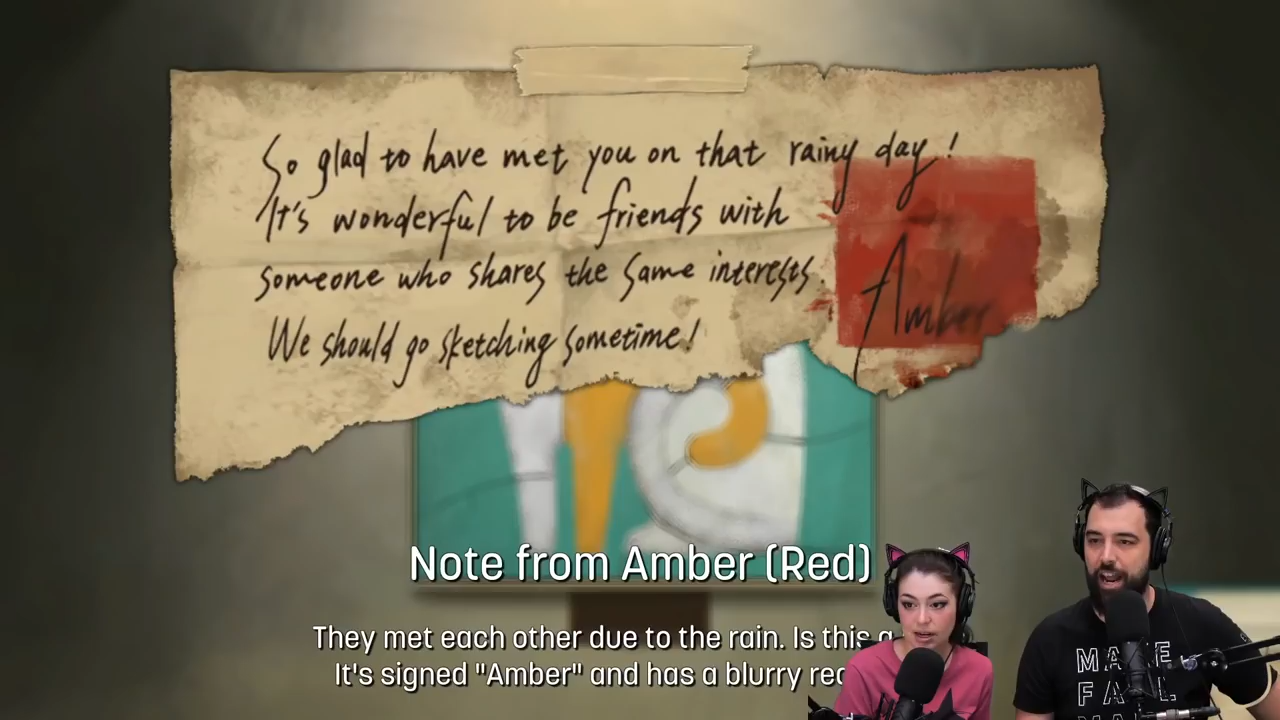 So glad to have met you on that rainy day!
It's wonderful to be friends with
someone who shares the same interests.
We should go sketching sometime!
Amber
Note from Amber (Red)
They met each other due to the rain. Is this a
It's signed "Amber" and has a blurry